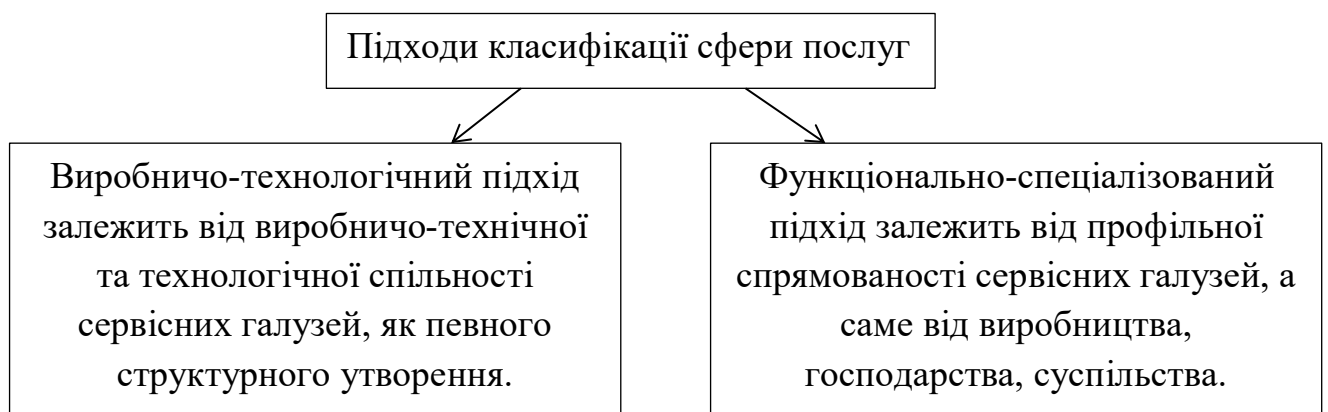 Підходи класифікації сфери послуг
Виробничо-технологічний підхід
залежить від виробничо-технічної
та технологічної спільності
сервісних галузей, як певного
структурного утворення.
Функціонально-спеціалізований
підхід залежить від профільної
спрямованості сервісних галузей, а
саме від виробництва,
господарства, суспільства.